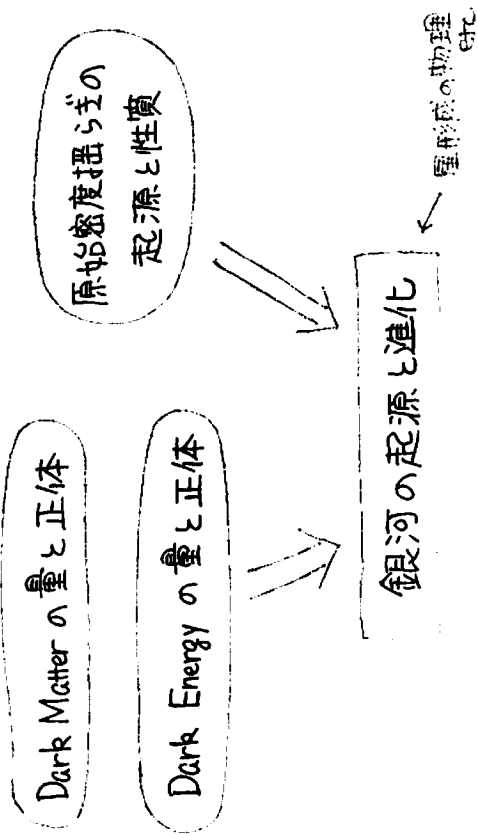 Dark Matter の量と正体
Dark Energy の量と正体
原始密度揺らぎの
起源と性質
銀河の起源と進化
星形成の物理
etc